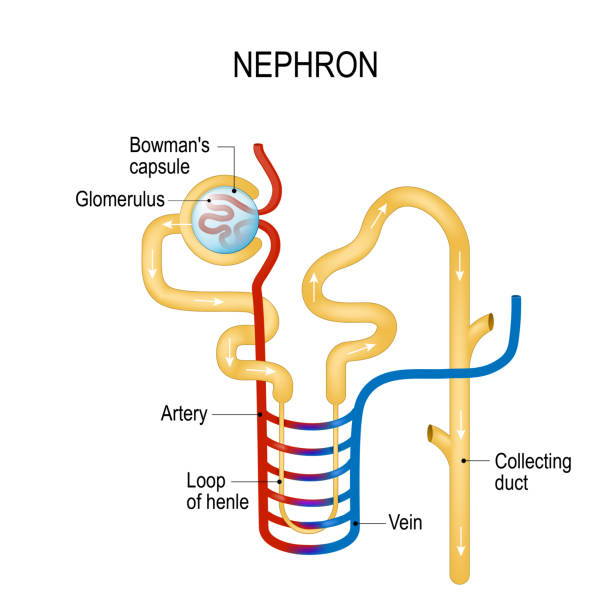 NEPHRON
Bowman's
capsule
Glomerulus
Artery
Loop
of henle
Vein
Collecting
duct